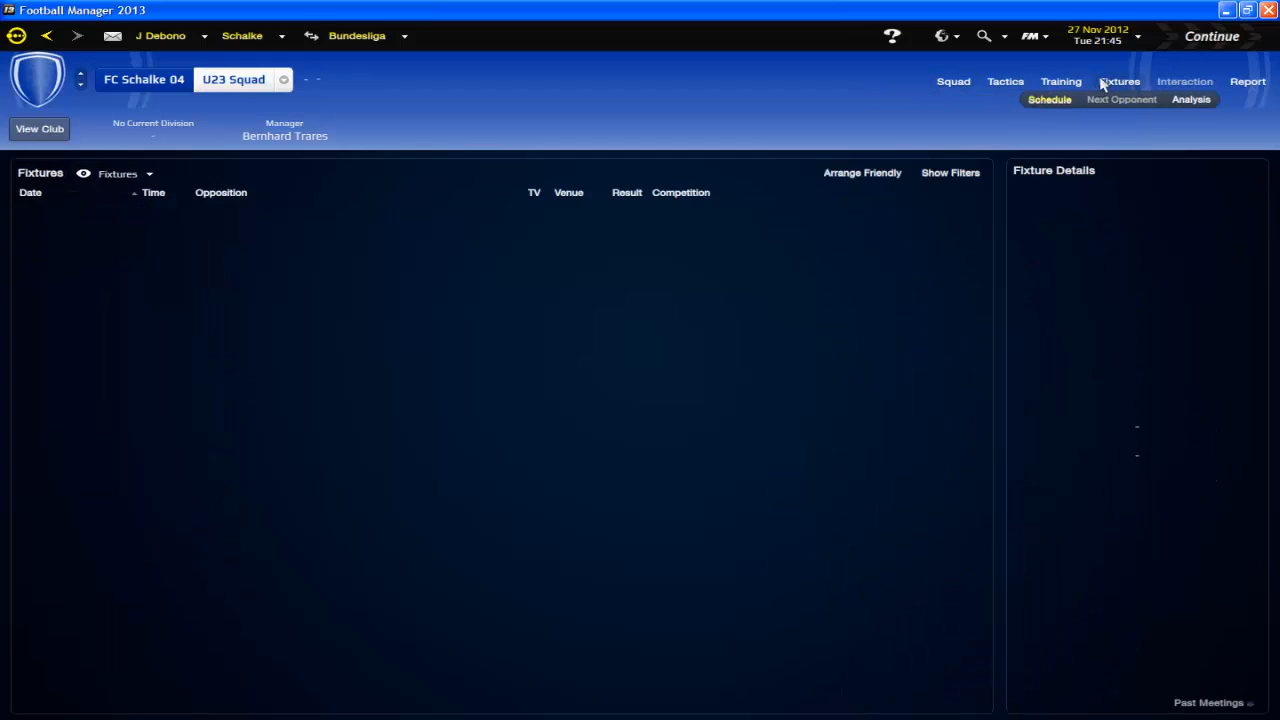 Football Manager 2013
J Debono Schalke Bundesliga FM 27 Nov 2012 Continue
Tue 21:45
FC Schalke 04 U23 Squad - -
Squad Tactics Training Fixtures Interaction Report
Schedule Next Opponent Analysis
View Club
No Current Division
-
Manager
Bernhard Trares
Fixtures Fixtures Arrange Friendly Show Filters
Date Time Opposition TV Venue Result Competition
Fixture Details
-
-
Past Meetings